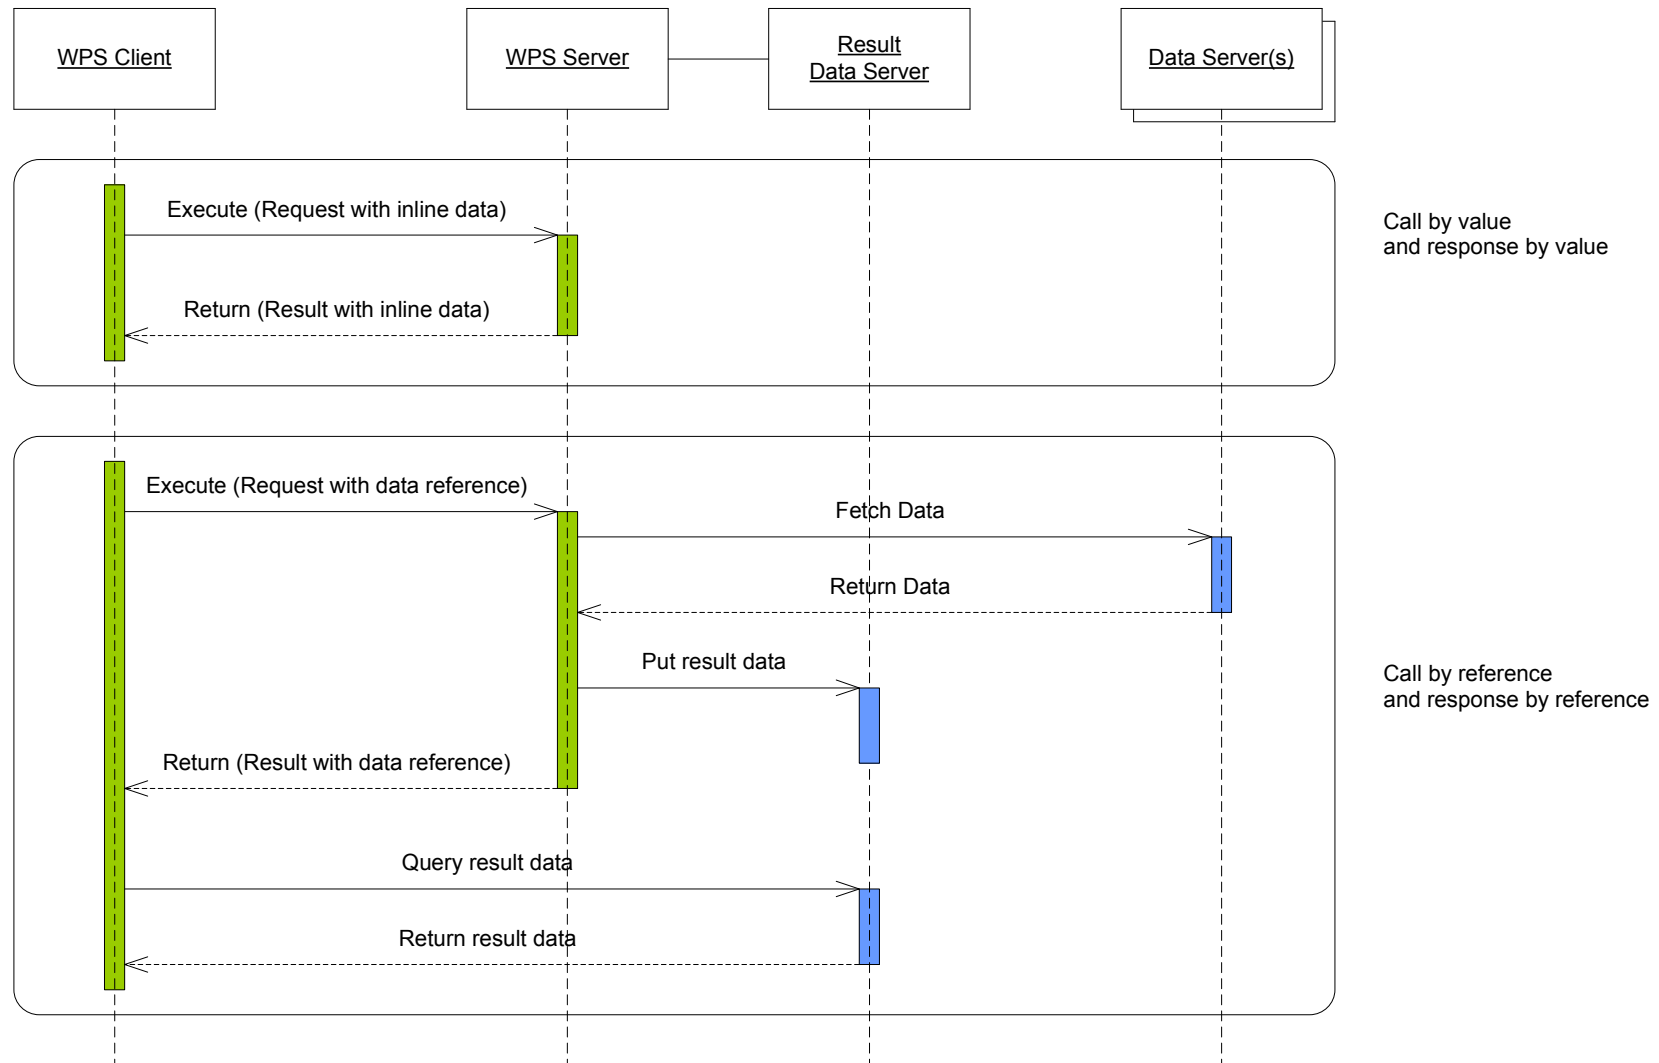 WPS Client
WPS Server
Result
Data Server
Data Server(s)
Execute (Request with inline data)
Return (Result with inline data)
Call by value
and response by value
Execute (Request with data reference)
Fetch Data
Return Data
Put result data
Return (Result with data reference)
Query result data
Return result data
Call by reference
and response by reference